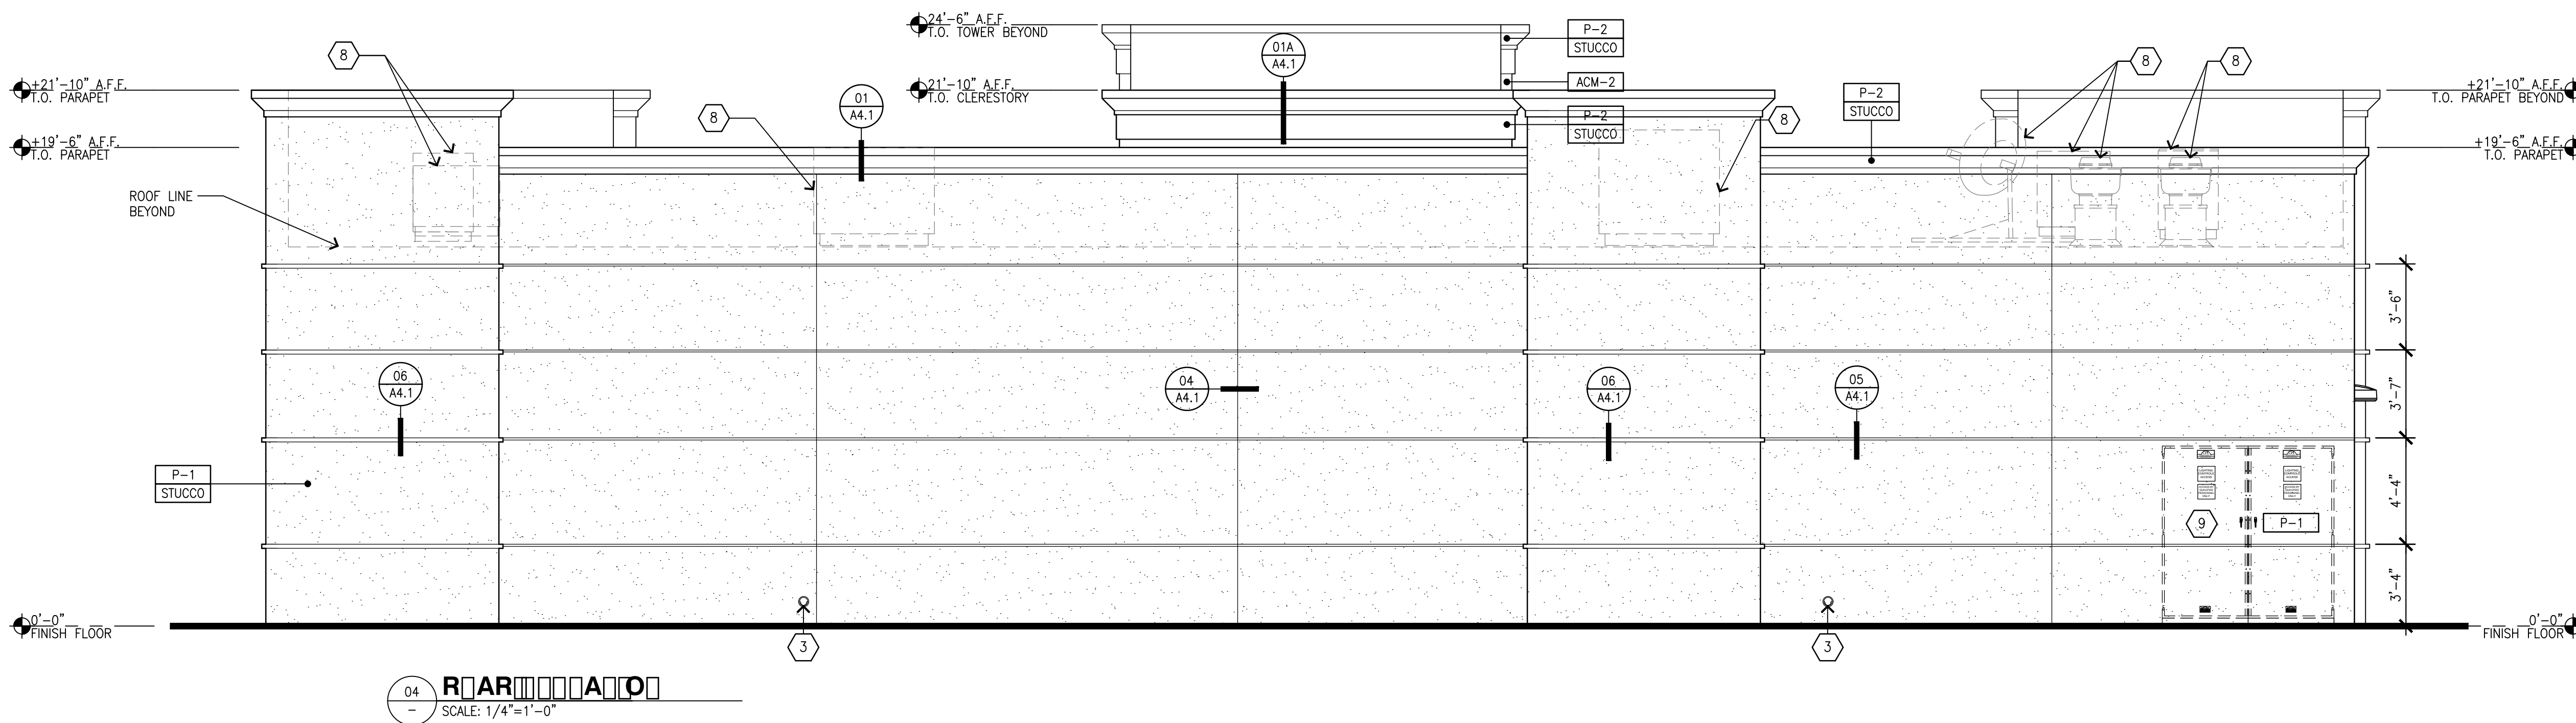 24'-6" A.F.F.
T.O. TOWER BEYOND
P-2
STUCCO
8
01A
A4.1
8
8
+21'-10" A.F.F.
T.O. PARAPET
21'-10" A.F.F.
T.O. CLERESTORY
ACM-2
+21'-10" A.F.F.
T.O. PARAPET BEYOND
01
A4.1
P-2
STUCCO
8
P-2
STUCCO
8
+19'-6" A.F.F.
T.O. PARAPET
+19'-6" A.F.F.
T.O. PARAPET
ROOF LINE
BEYOND
3'-6"
06
A4.1
04
A4.1
06
A4.1
05
A4.1
3'-7"
P-1
STUCCO
4'-4"
9
P-1
3'-4"
0'-0"
FINISH FLOOR
0'-0"
FINISH FLOOR
3
3
04
-
SCALE: 1/4"=1'-0"